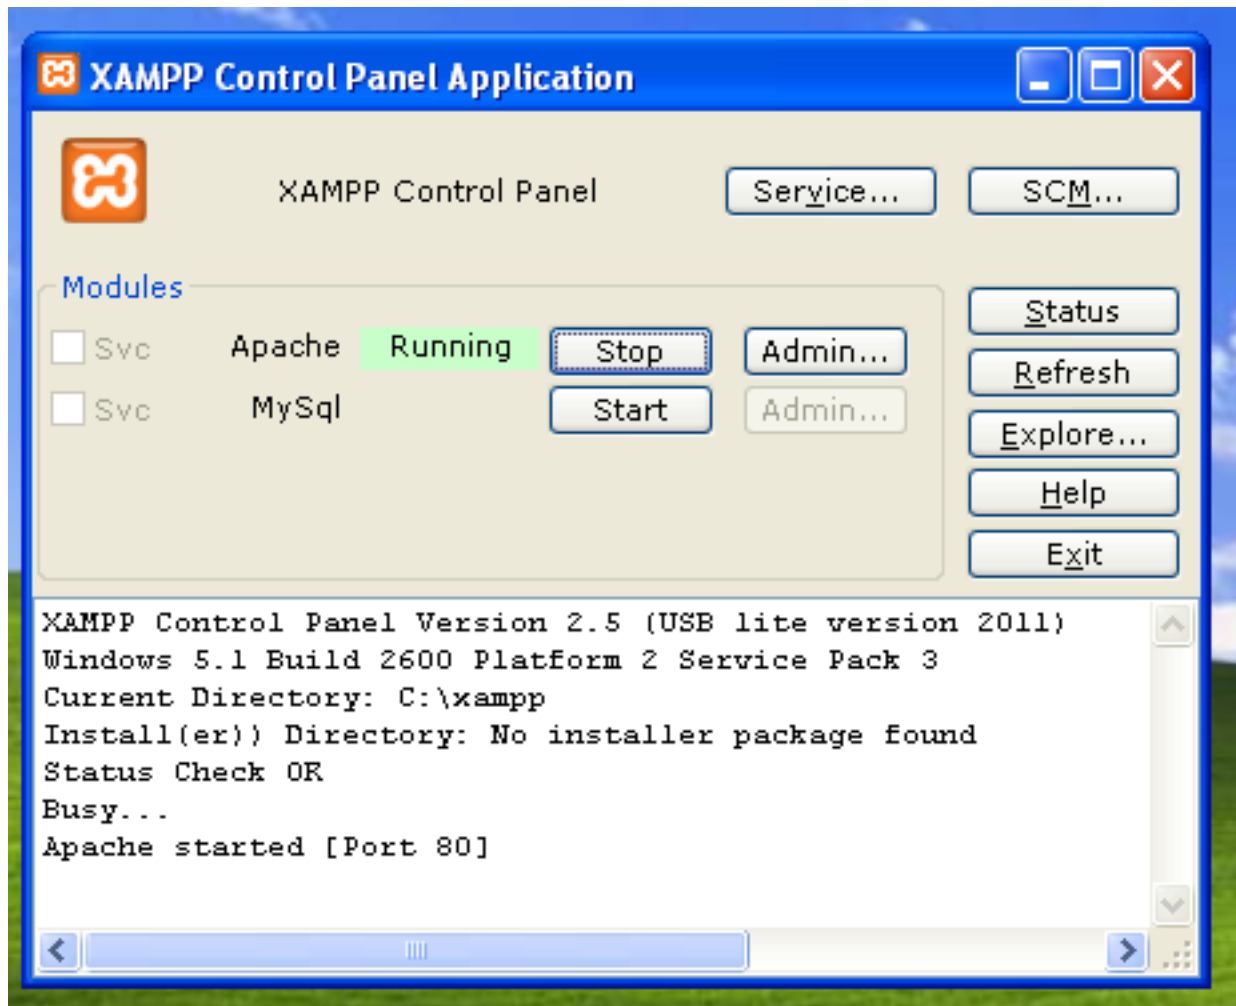 XAMPP Control Panel Application
XAMPP Control Panel Service... SCM...
Modules
Status
Svc Apache Running Stop Admin...
Refresh
Svc MySql Start Admin...
Explore...
Help
Exit
XAMPP Control Panel Version 2.5 (USB lite version 2011)
Windows 5.1 Build 2600 Platform 2 Service Pack 3
Current Directory: C:\xampp
Install(er)) Directory: No installer package found
Status Check OK
Busy...
Apache started [Port 80]